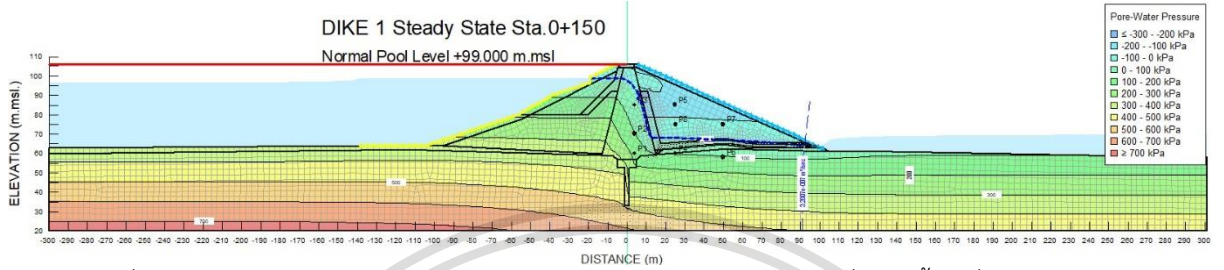 DIKE 1 Steady State Sta.0+150
Normal Pool Level +99.000 m.msl
Pore-Water Pressure
≤ -300 - -200 kPa
-200 - -100 kPa
-100 - 0 kPa
0 - 100 kPa
100 - 200 kPa
200 - 300 kPa
300 - 400 kPa
400 - 500 kPa
500 - 600 kPa
600 - 700 kPa
≥ 700 kPa
ELEVATION (m.msl.)
110
100
90
80
70
60
50
40
30
20
P5
P6
P7
P2
P1
100
200
300
500
700
-300 -290 -280 -270 -260 -250 -240 -230 -220 -210 -200 -190 -180 -170 -160 -150 -140 -130 -120 -110 -100 -90 -80 -70 -60 -50 -40 -30 -20 -10 0 10 20 30 40 50 60 70 80 90 100 110 120 130 140 150 160 170 180 190 200 210 220 230 240 250 260 270 280 290 300
DISTANCE (m)